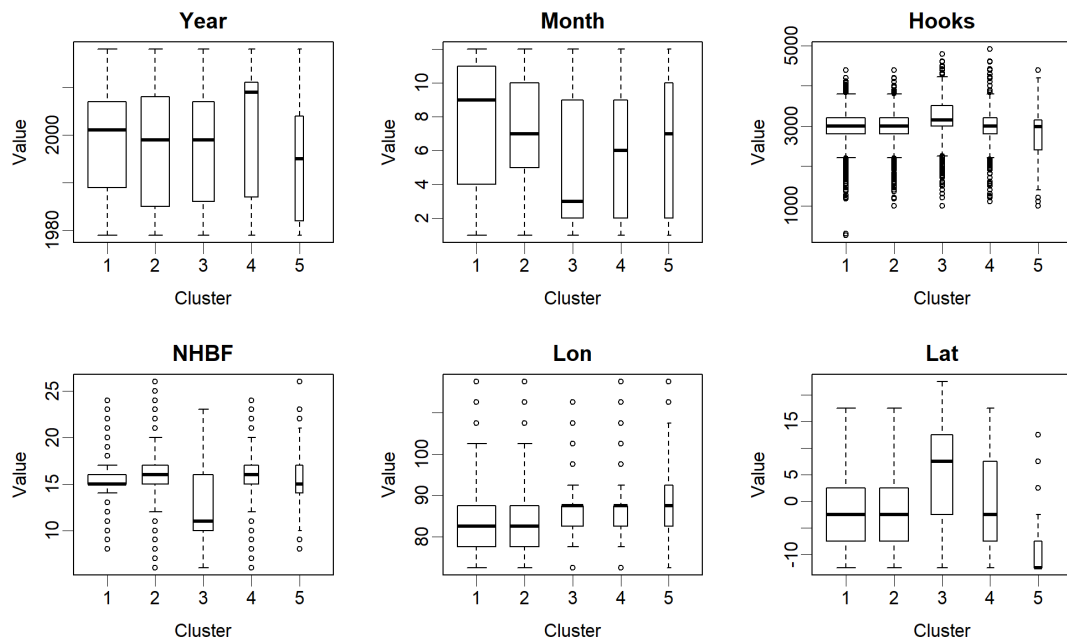 Year
Value
1980
2000
1 2 3 4 5
Cluster
Month
Value
2 4 6 8 10
1 2 3 4 5
Cluster
Hooks
Value
1000 3000 5000
1 2 3 4 5
Cluster
NHBF
Value
10 15 20 25
1 2 3 4 5
Cluster
Lon
Value
80 90 100
1 2 3 4 5
Cluster
Lat
Value
-10 0 5 15
1 2 3 4 5
Cluster